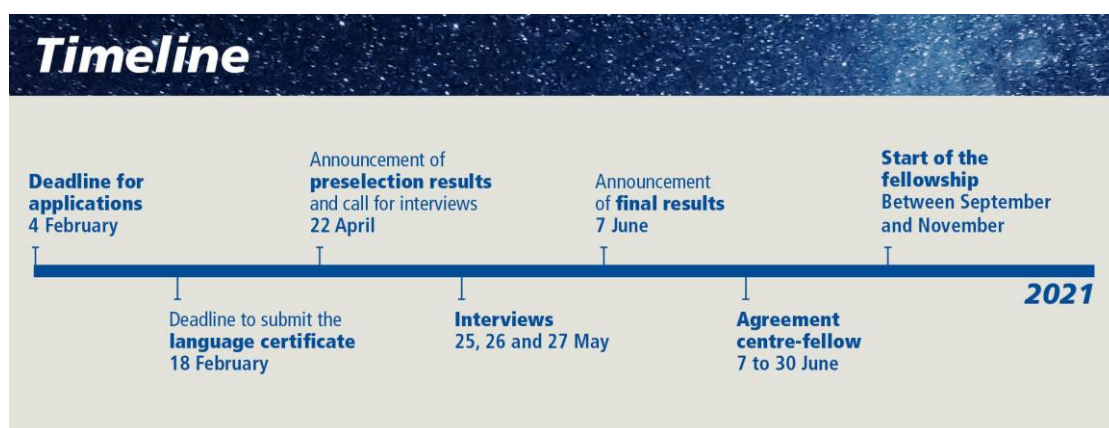 Timeline
Deadline for
applications
4 February
Announcement of
preselection results
and call for interviews
22 April
Announcement
of final results
7 June
Start of the
fellowship
Between September
and November
2021
Deadline to submit the
language certificate
18 February
Interviews
25, 26 and 27 May
Agreement
centre-fellow
7 to 30 June